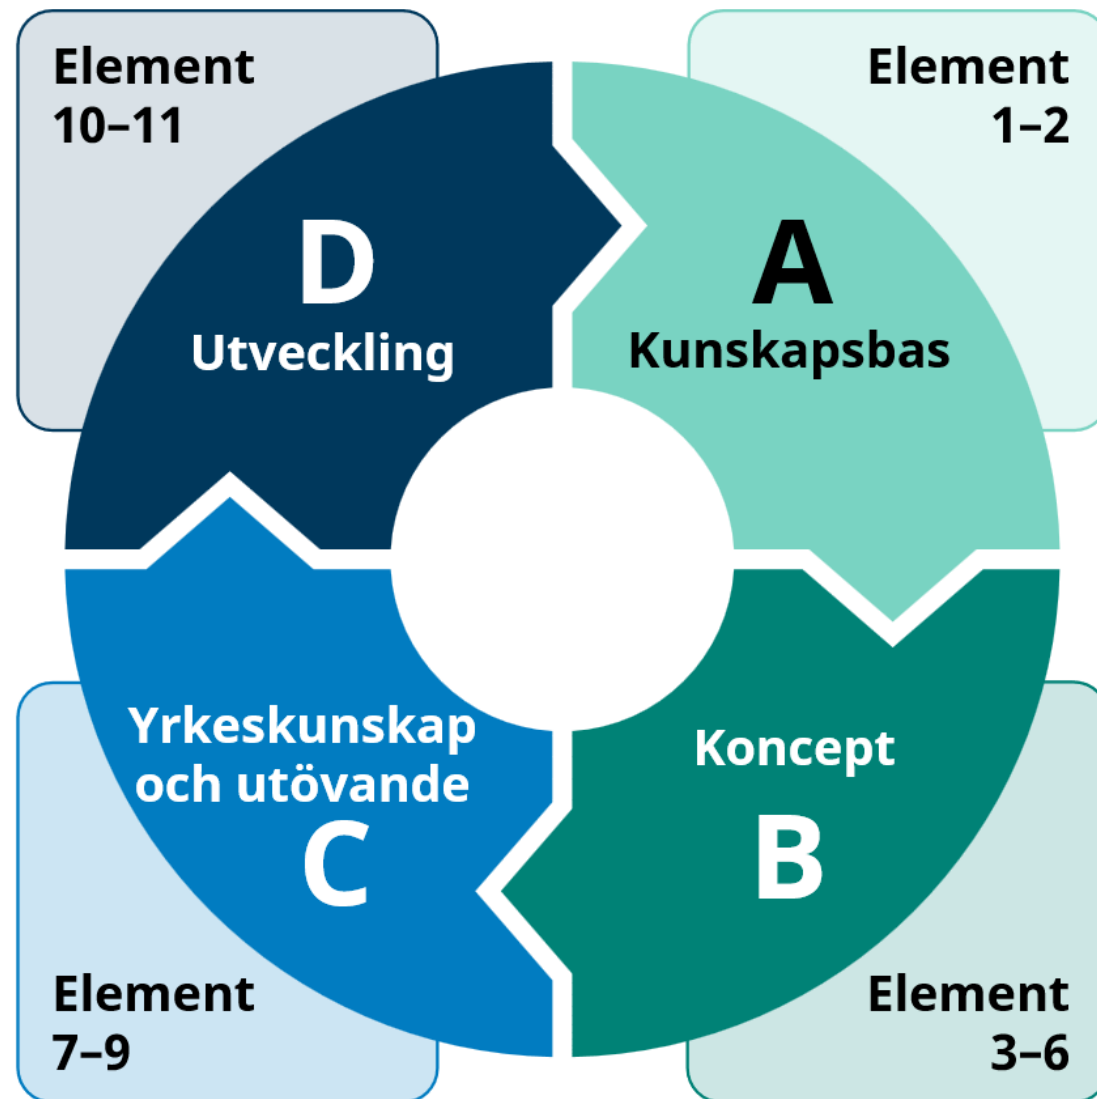 Element
10–11
Element
1–2
D
Utveckling
A
Kunskapsbas
Yrkeskunskap
och utövande
C
Koncept
B
Element
7–9
Element
3–6